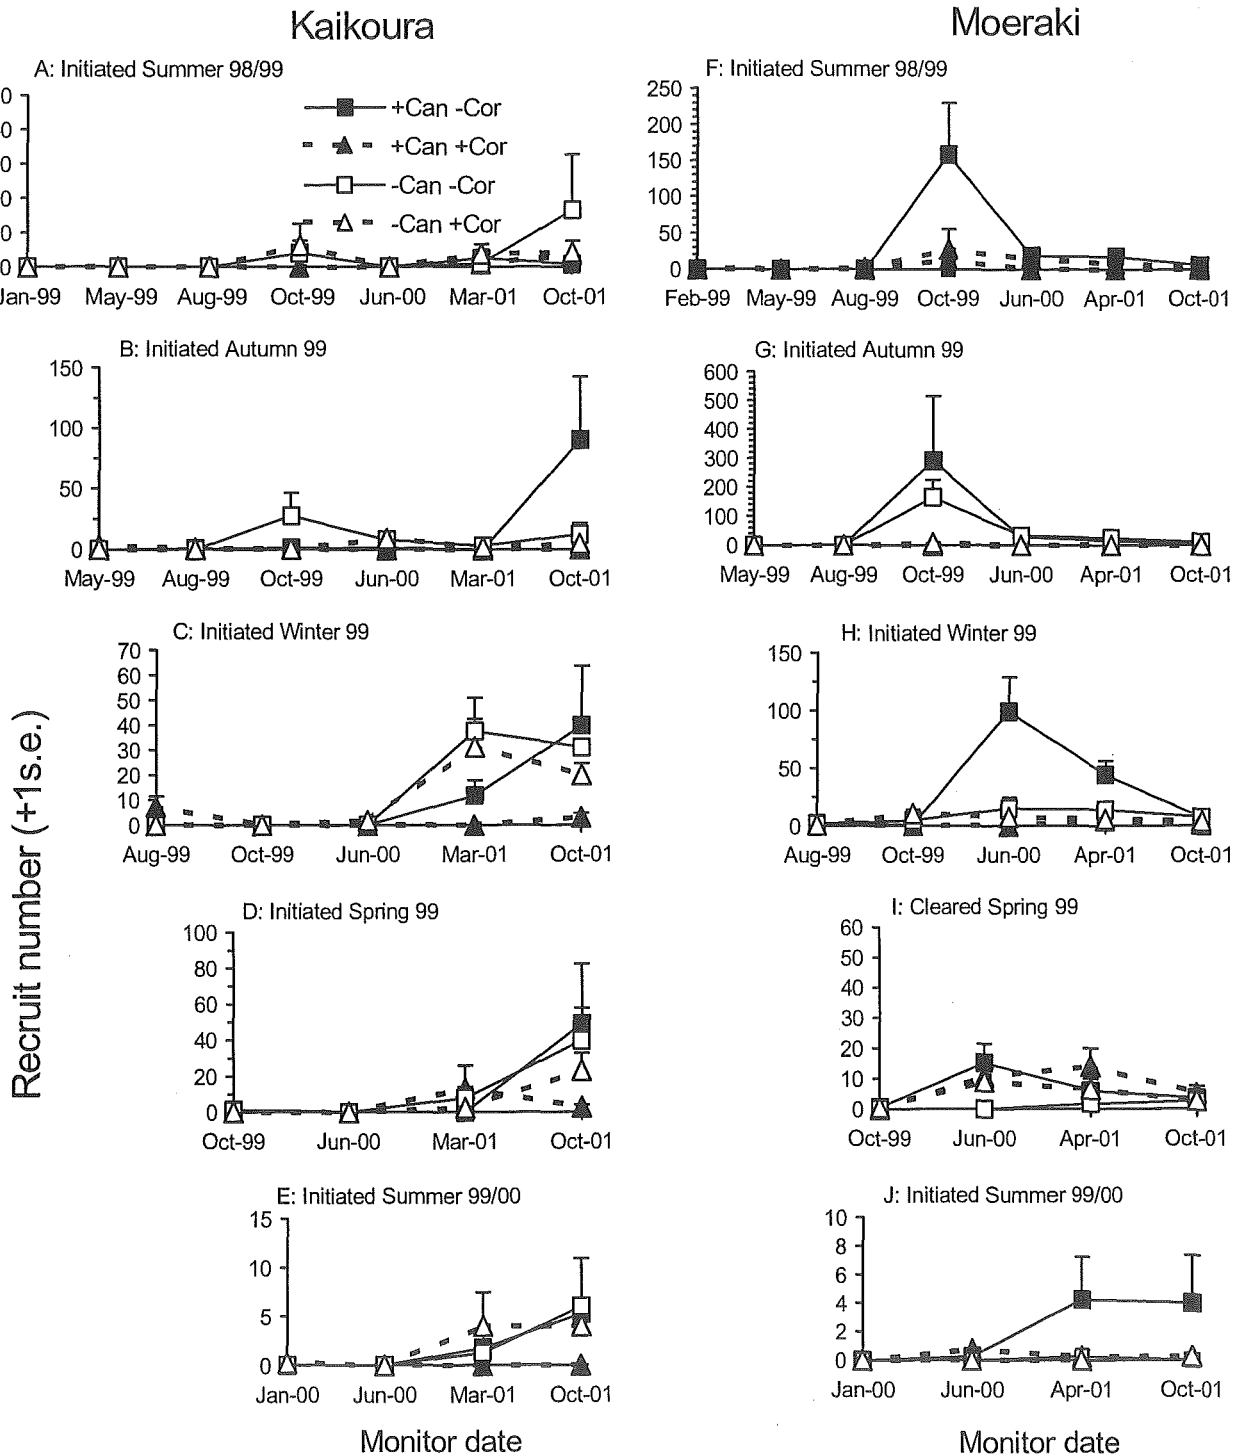 Kaikoura
Moeraki
A: Initiated Summer 98/99
+Can -Cor
+Can +Cor
-Can -Cor
-Can +Cor
0
0
0
0
0
0
Jan-99 May-99 Aug-99 Oct-99 Jun-00 Mar-01 Oct-01
F: Initiated Summer 98/99
250
200
150
100
50
0
Feb-99 May-99 Aug-99 Oct-99 Jun-00 Apr-01 Oct-01
B: Initiated Autumn 99
150
100
50
0
May-99 Aug-99 Oct-99 Jun-00 Mar-01 Oct-01
G: Initiated Autumn 99
600
500
400
300
200
100
0
May-99 Aug-99 Oct-99 Jun-00 Apr-01 Oct-01
C: Initiated Winter 99
70
60
50
40
30
20
10
0
Aug-99 Oct-99 Jun-00 Mar-01 Oct-01
H: Initiated Winter 99
150
100
50
0
Aug-99 Oct-99 Jun-00 Apr-01 Oct-01
Recruit number (+1s.e.)
D: Initiated Spring 99
100
80
60
40
20
0
Oct-99 Jun-00 Mar-01 Oct-01
I: Cleared Spring 99
60
50
40
30
20
10
0
Oct-99 Jun-00 Apr-01 Oct-01
E: Initiated Summer 99/00
15
10
5
0
Jan-00 Jun-00 Mar-01 Oct-01
Monitor date
J: Initiated Summer 99/00
10
8
6
4
2
0
Jan-00 Jun-00 Apr-01 Oct-01
Monitor date